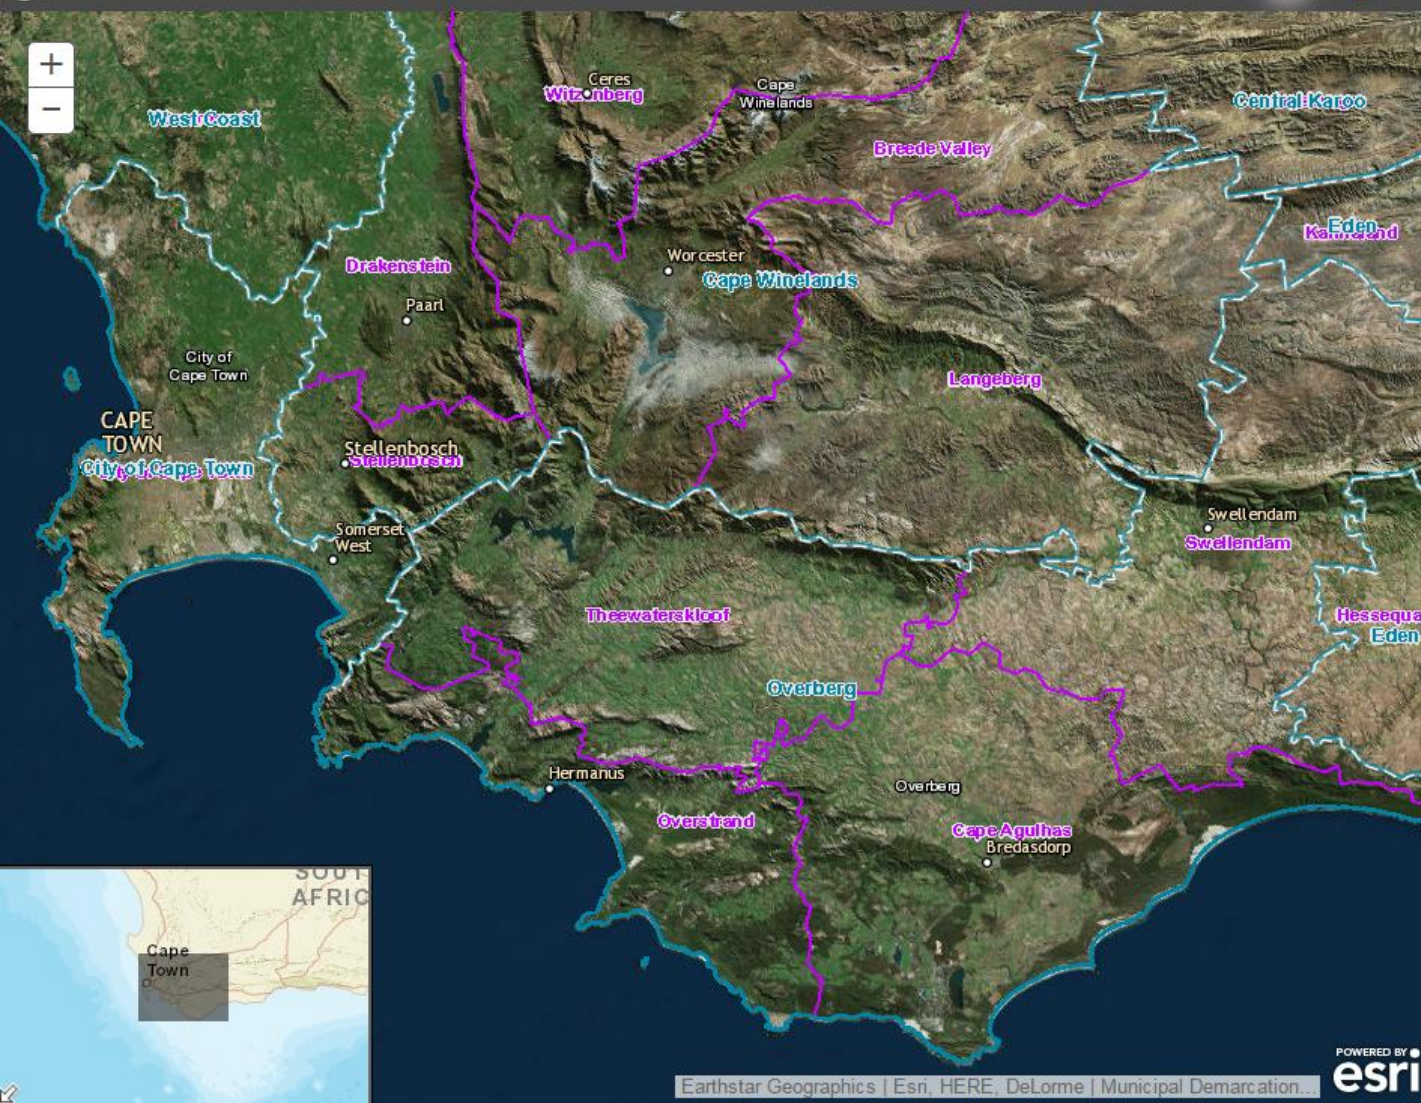 +
−
Ceres
Witzenberg
Cape
Winelands
Central Karoo
West Coast
Breede Valley
Eden
Kannaland
Worcester
Drakenstein
Cape Winelands
Paarl
City of
Cape Town
Langeberg
CAPE
TOWN
Stellenbosch
Stellenbosch
City of Cape Town
Swellendam
Somerset
West
Swellendam
Theewaterskloof
Hessequa
Eden
Overberg
Hermanus
Overberg
Overstrand
Cape Agulhas
Bredasdorp
SOUT
AFRIC
Cape
Town
POWERED BY
esri
Earthstar Geographics | Esri, HERE, DeLorme | Municipal Demarcation...